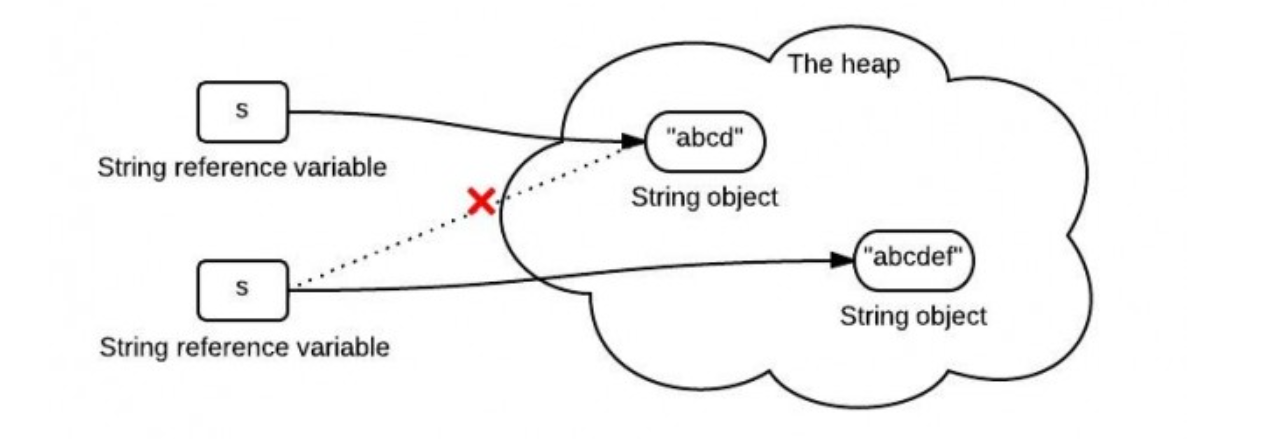 The heap
s
"abcd"
String reference variable
String object
s
"abcdef"
String object
String reference variable